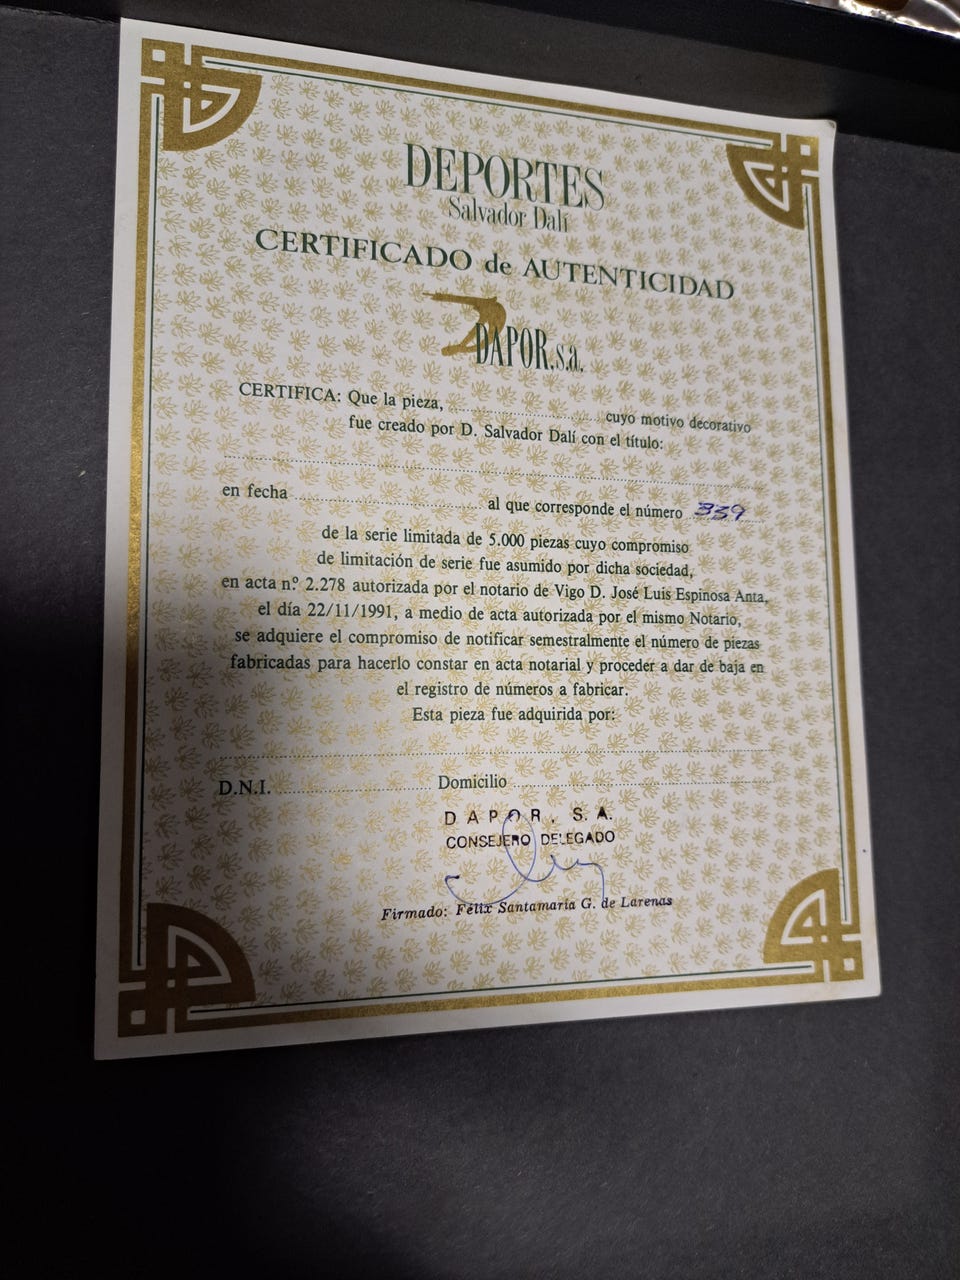 DEPORTES
Salvador Dalí
CERTIFICADO de AUTENTICIDAD
DAPOR,s.a.
CERTIFICA: Que la pieza, .............................. cuyo motivo decorativo
fue creado por D. Salvador Dalí con el título:
en fecha .............................. al que corresponde el número 339
de la serie limitada de 5.000 piezas cuyo compromiso
de limitación de serie fue asumido por dicha sociedad,
en acta n.º 2.278 autorizada por el notario de Vigo D. José Luis Espinosa Anta,
el día 22/11/1991, a medio de acta autorizada por el mismo Notario,
se adquiere el compromiso de notificar semestralmente el número de piezas
fabricadas para hacerlo constar en acta notarial y proceder a dar de baja en
el registro de números a fabricar.
Esta pieza fue adquirida por:
D.N.I. .............................. Domicilio ..............................
DAPOR, S. A.
CONSEJERO DELEGADO
Firmado: Félix Santamaría G. de Larenas